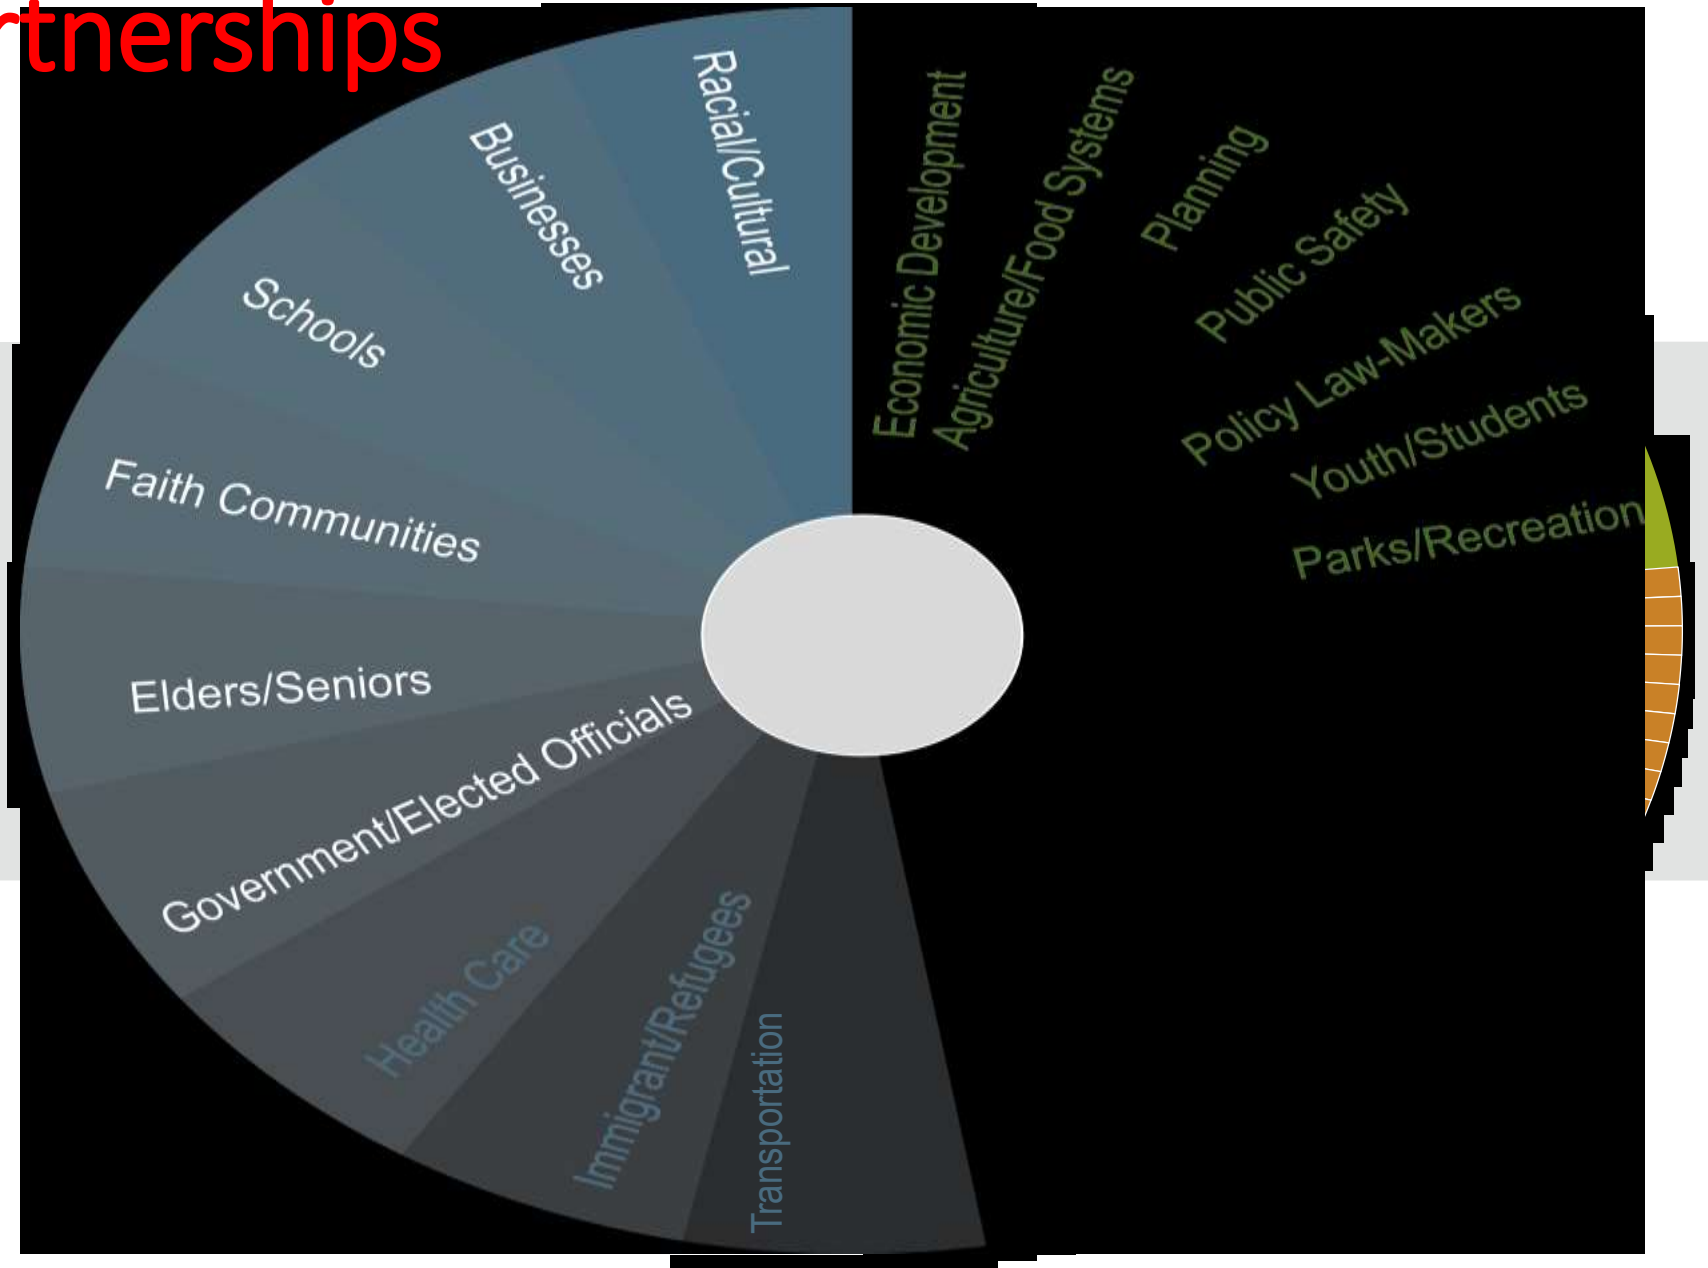 rtnerships
Racial/Cultural
Businesses
Schools
Faith Communities
Elders/Seniors
Government/Elected Officials
Health Care
Immigrant/Refugees
Transportation
Economic Development
Agriculture/Food Systems
Planning
Public Safety
Policy Law-Makers
Youth/Students
Parks/Recreation